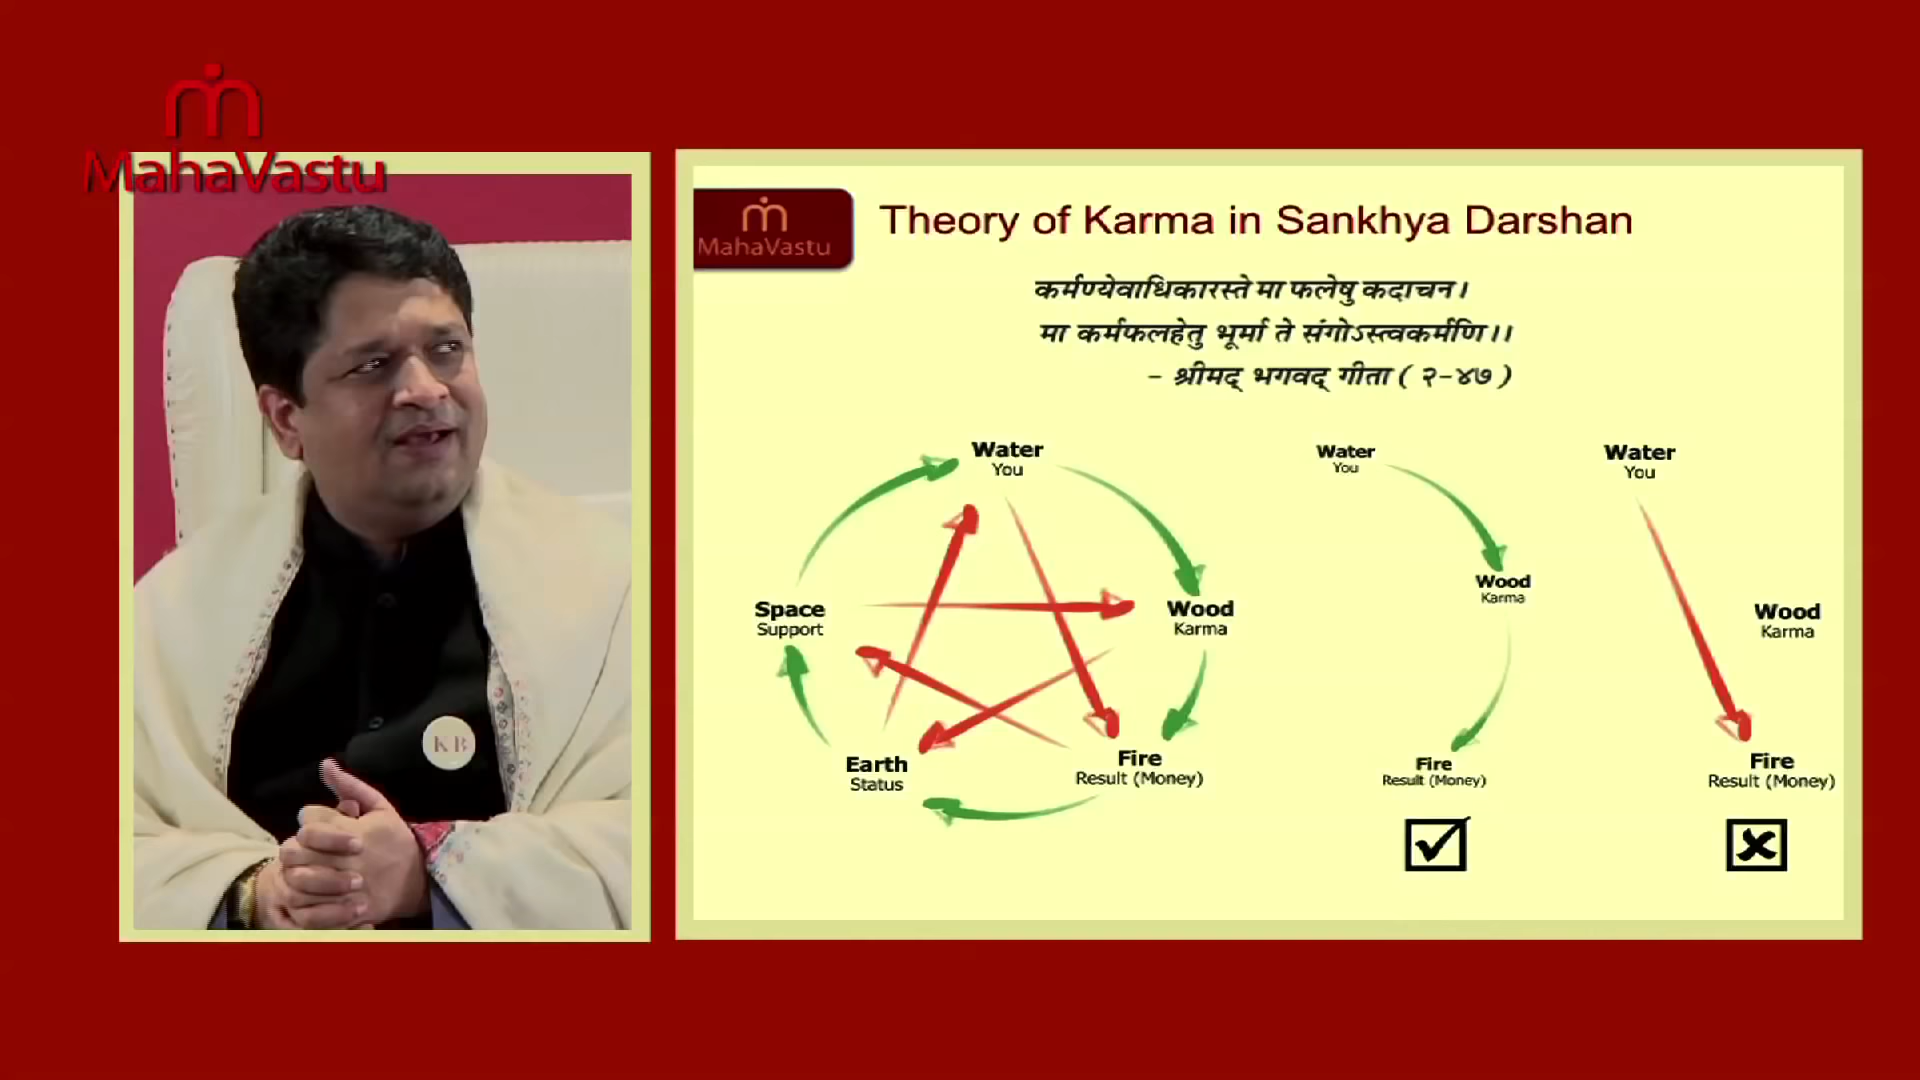 MahaVastu
KB
MahaVastu
Theory of Karma in Sankhya Darshan
कर्मण्येवाधिकारस्ते मा फलेषु कदाचन।
मा कर्मफलहेतु भूर्मा ते संगोऽस्त्वकर्मणि।।
- श्रीमद् भगवद् गीता ( २-४७ )
Water
You
Space
Support
Wood
Karma
Earth
Status
Fire
Result (Money)
Water
You
Wood
Karma
Fire
Result (Money)
Water
You
Wood
Karma
Fire
Result (Money)